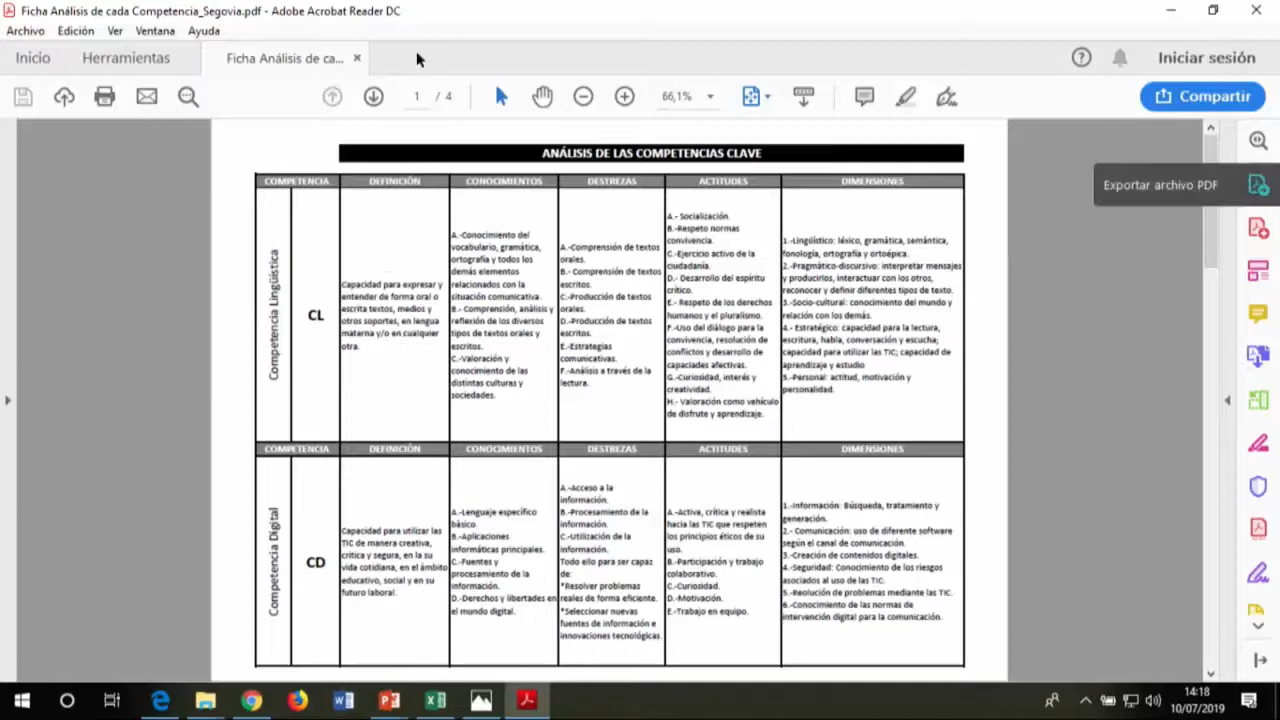 Ficha Análisis de cada Competencia_Segovia.pdf - Adobe Acrobat Reader DC
Archivo Edición Ver Ventana Ayuda
Inicio Herramientas Ficha Análisis de ca... Iniciar sesión
1 / 4 66,1% Compartir
Exportar archivo PDF
ANÁLISIS DE LAS COMPETENCIAS CLAVE
COMPETENCIA DEFINICIÓN CONOCIMIENTOS DESTREZAS ACTITUDES DIMENSIONES
Competencia Lingüística
CL
Capacidad para expresar y
entender de forma oral o
escrita textos, medios y
otros soportes, en lengua
materna y/o en cualquier
otra.
A.-Conocimiento del
vocabulario, gramática,
ortografía y todos los
demás elementos
relacionados con la
situación comunicativa.
B.- Comprensión, análisis y
reflexión de los diversos
tipos de textos orales y
escritos.
C.-Valoración y
conocimiento de las
distintas culturas y
sociedades.
A.-Comprensión de textos
orales.
B.- Comprensión de textos
escritos.
C.-Producción de textos
orales.
D.-Producción de textos
escritos.
E.-Estrategias
comunicativas.
F.-Análisis a través de la
lectura.
A.- Socialización.
B.-Respeto normas
convivencia.
C.-Ejercicio activo de la
ciudadanía.
D.- Desarrollo del espíritu
crítico.
E.- Respeto de los derechos
humanos y el pluralismo.
F.-Uso del diálogo para la
convivencia, resolución de
conflictos y desarrollo de
capaciades afectivas.
G.-Curiosidad, interés y
creatividad.
H.- Valoración como vehículo
de disfrute y aprendizaje.
1.-Lingüístico: léxico, gramática, semántica,
fonología, ortografía y ortoépica.
2.-Pragmático-discursivo: interpretar mensajes
y producirlos, interactuar con los otros,
reconocer y definir diferentes tipos de texto.
3.-Socio-cultural: conocimiento del mundo y
relación con los demás.
4.- Estratégico: capacidad para la lectura,
escritura, habla, conversación y escucha;
capacidad para utilizar las TIC; capacidad de
aprendizaje y estudio
5.-Personal: actitud, motivación y
personalidad.
COMPETENCIA DEFINICIÓN CONOCIMIENTOS DESTREZAS ACTITUDES DIMENSIONES
Competencia Digital
CD
Capacidad para utilizar las
TIC de manera creativa,
crítica y segura, en la su
vida cotidiana, en el ámbito
educativo, social y en su
futuro laboral.
A.-Lenguaje específico
básico.
B.-Aplicaciones
informáticas principales.
C.-Fuentes y
procesamiento de la
información.
D.-Derechos y libertades en
el mundo digital.
A.-Acceso a la
información.
B.-Procesamiento de la
información.
C.-Utilización de la
información.
Todo ello para ser capaz
de:
*Resolver problemas
reales de forma eficiente.
*Seleccionar nuevas
fuentes de información e
innovaciones tecnológicas.
A.-Activa, crítica y realista
hacia las TIC que respeten
los principios éticos de su
uso.
B.-Participación y trabajo
colaborativo.
C.-Curiosidad.
D.-Motivación.
E.-Trabajo en equipo.
1.-Información: Búsqueda, tratamiento y
generación.
2.- Comunicación: uso de diferente software
según el canal de comunicación.
3.-Creación de contenidos digitales.
4.-Seguridad: Conocimiento de los riesgos
asociados al uso de las TIC.
5.-Reolución de problemas mediante las TIC.
6.-Conocimiento de las normas de
intervención digital para la comunicación.
14:18
10/07/2019